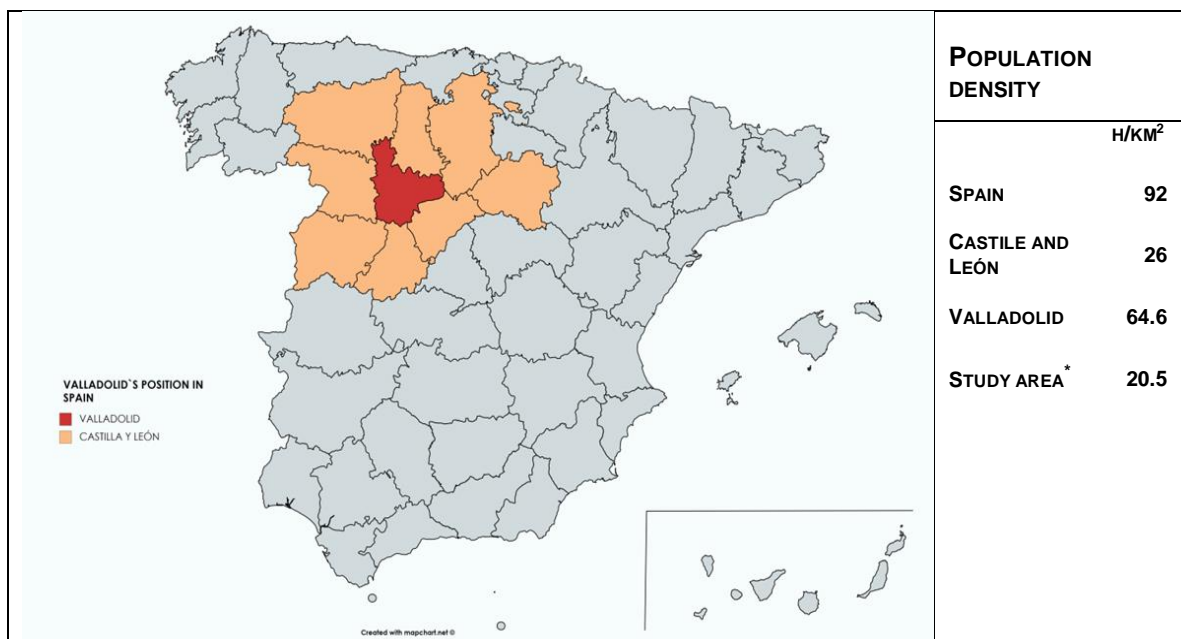 VALLADOLID`S POSITION IN
SPAIN
VALLADOLID
CASTILLA Y LEÓN
Created with mapchart.net ©
POPULATION
DENSITY
H/KM²
SPAIN 92
CASTILE AND
LEÓN 26
VALLADOLID 64.6
STUDY AREA* 20.5